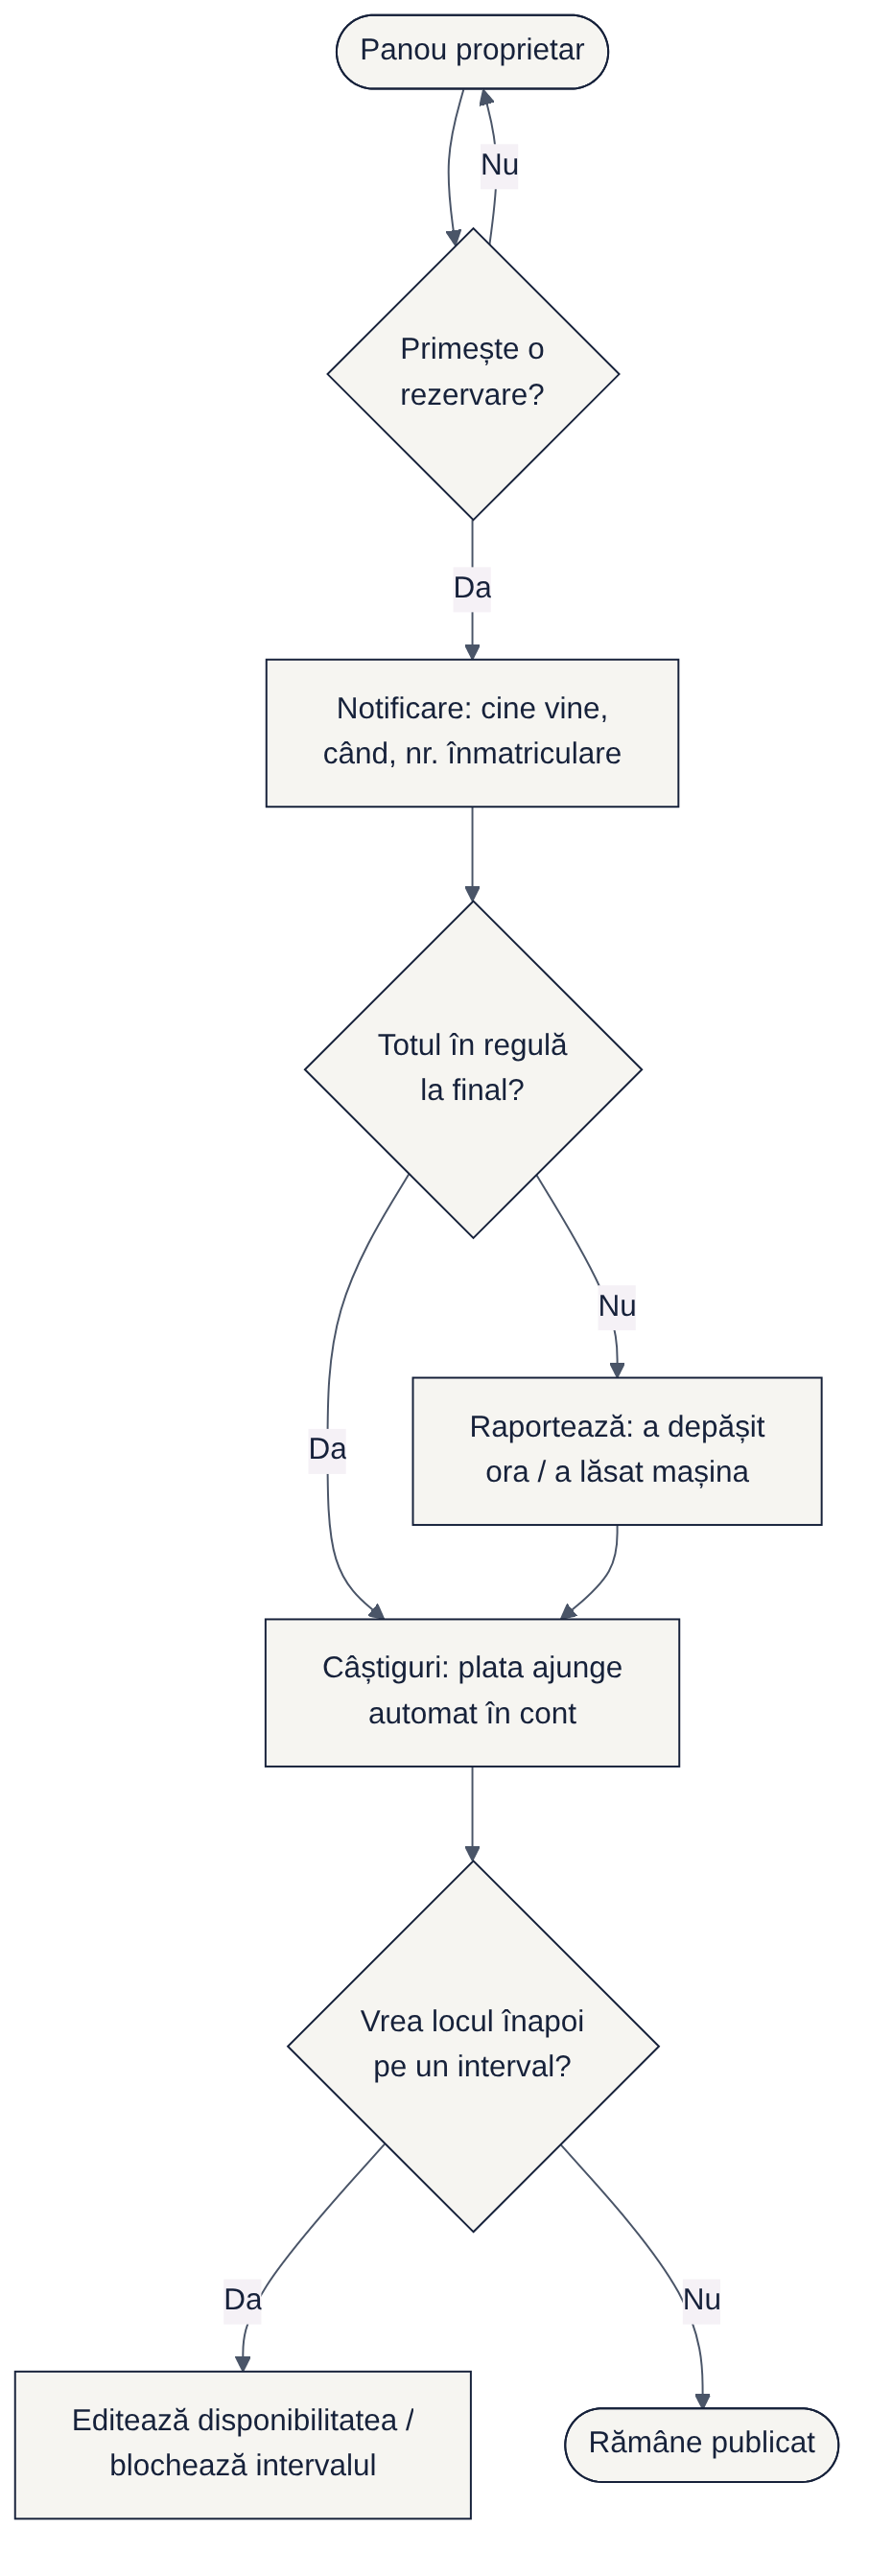 Panou proprietar
Nu
Primește o
rezervare?
Da
Notificare: cine vine,
când, nr. înmatriculare
Totul în regulă
la final?
Nu
Raportează: a depășit
ora / a lăsat mașina
Da
Câștiguri: plata ajunge
automat în cont
Vrea locul înapoi
pe un interval?
Da
Nu
Editează disponibilitatea /
blochează intervalul
Rămâne publicat